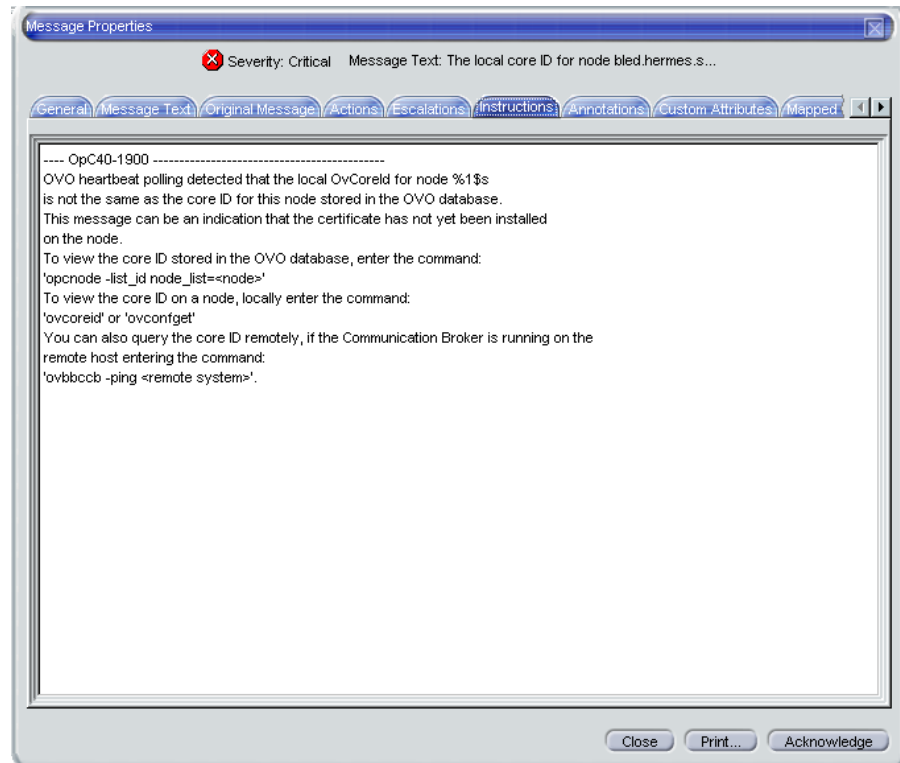 Message Properties
Severity: Critical Message Text: The local core ID for node bled.hermes.s...
General Message Text Original Message Actions Escalations Instructions Annotations Custom Attributes Mapped
---- OpC40-1900 --------------------------------------------
OVO heartbeat polling detected that the local OvCoreId for node %1$s
is not the same as the core ID for this node stored in the OVO database.
This message can be an indication that the certificate has not yet been installed
on the node.
To view the core ID stored in the OVO database, enter the command:
'opcnode -list_id node_list=<node>'
To view the core ID on a node, locally enter the command:
'ovcoreid' or 'ovconfget'
You can also query the core ID remotely, if the Communication Broker is running on the
remote host entering the command:
'ovbbccb -ping <remote system>'.
Close Print... Acknowledge